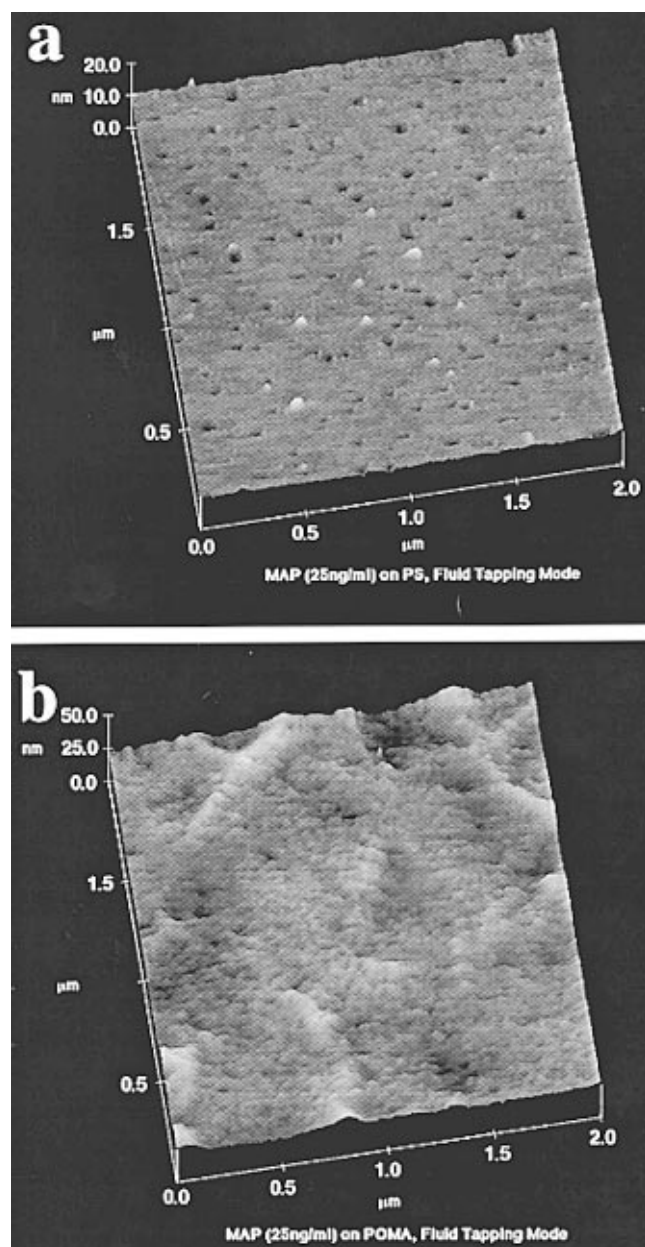 a
20.0
nm 10.0
0.0
1.5
μm
0.5
0.0 0.5 1.0 1.5 2.0
μm
MAP (25ng/ml) on PS, Fluid Tapping Mode
b
50.0
nm 25.0
0.0
1.5
μm
0.5
0.0 0.5 1.0 1.5 2.0
μm
MAP (25ng/ml) on POMA, Fluid Tapping Mode